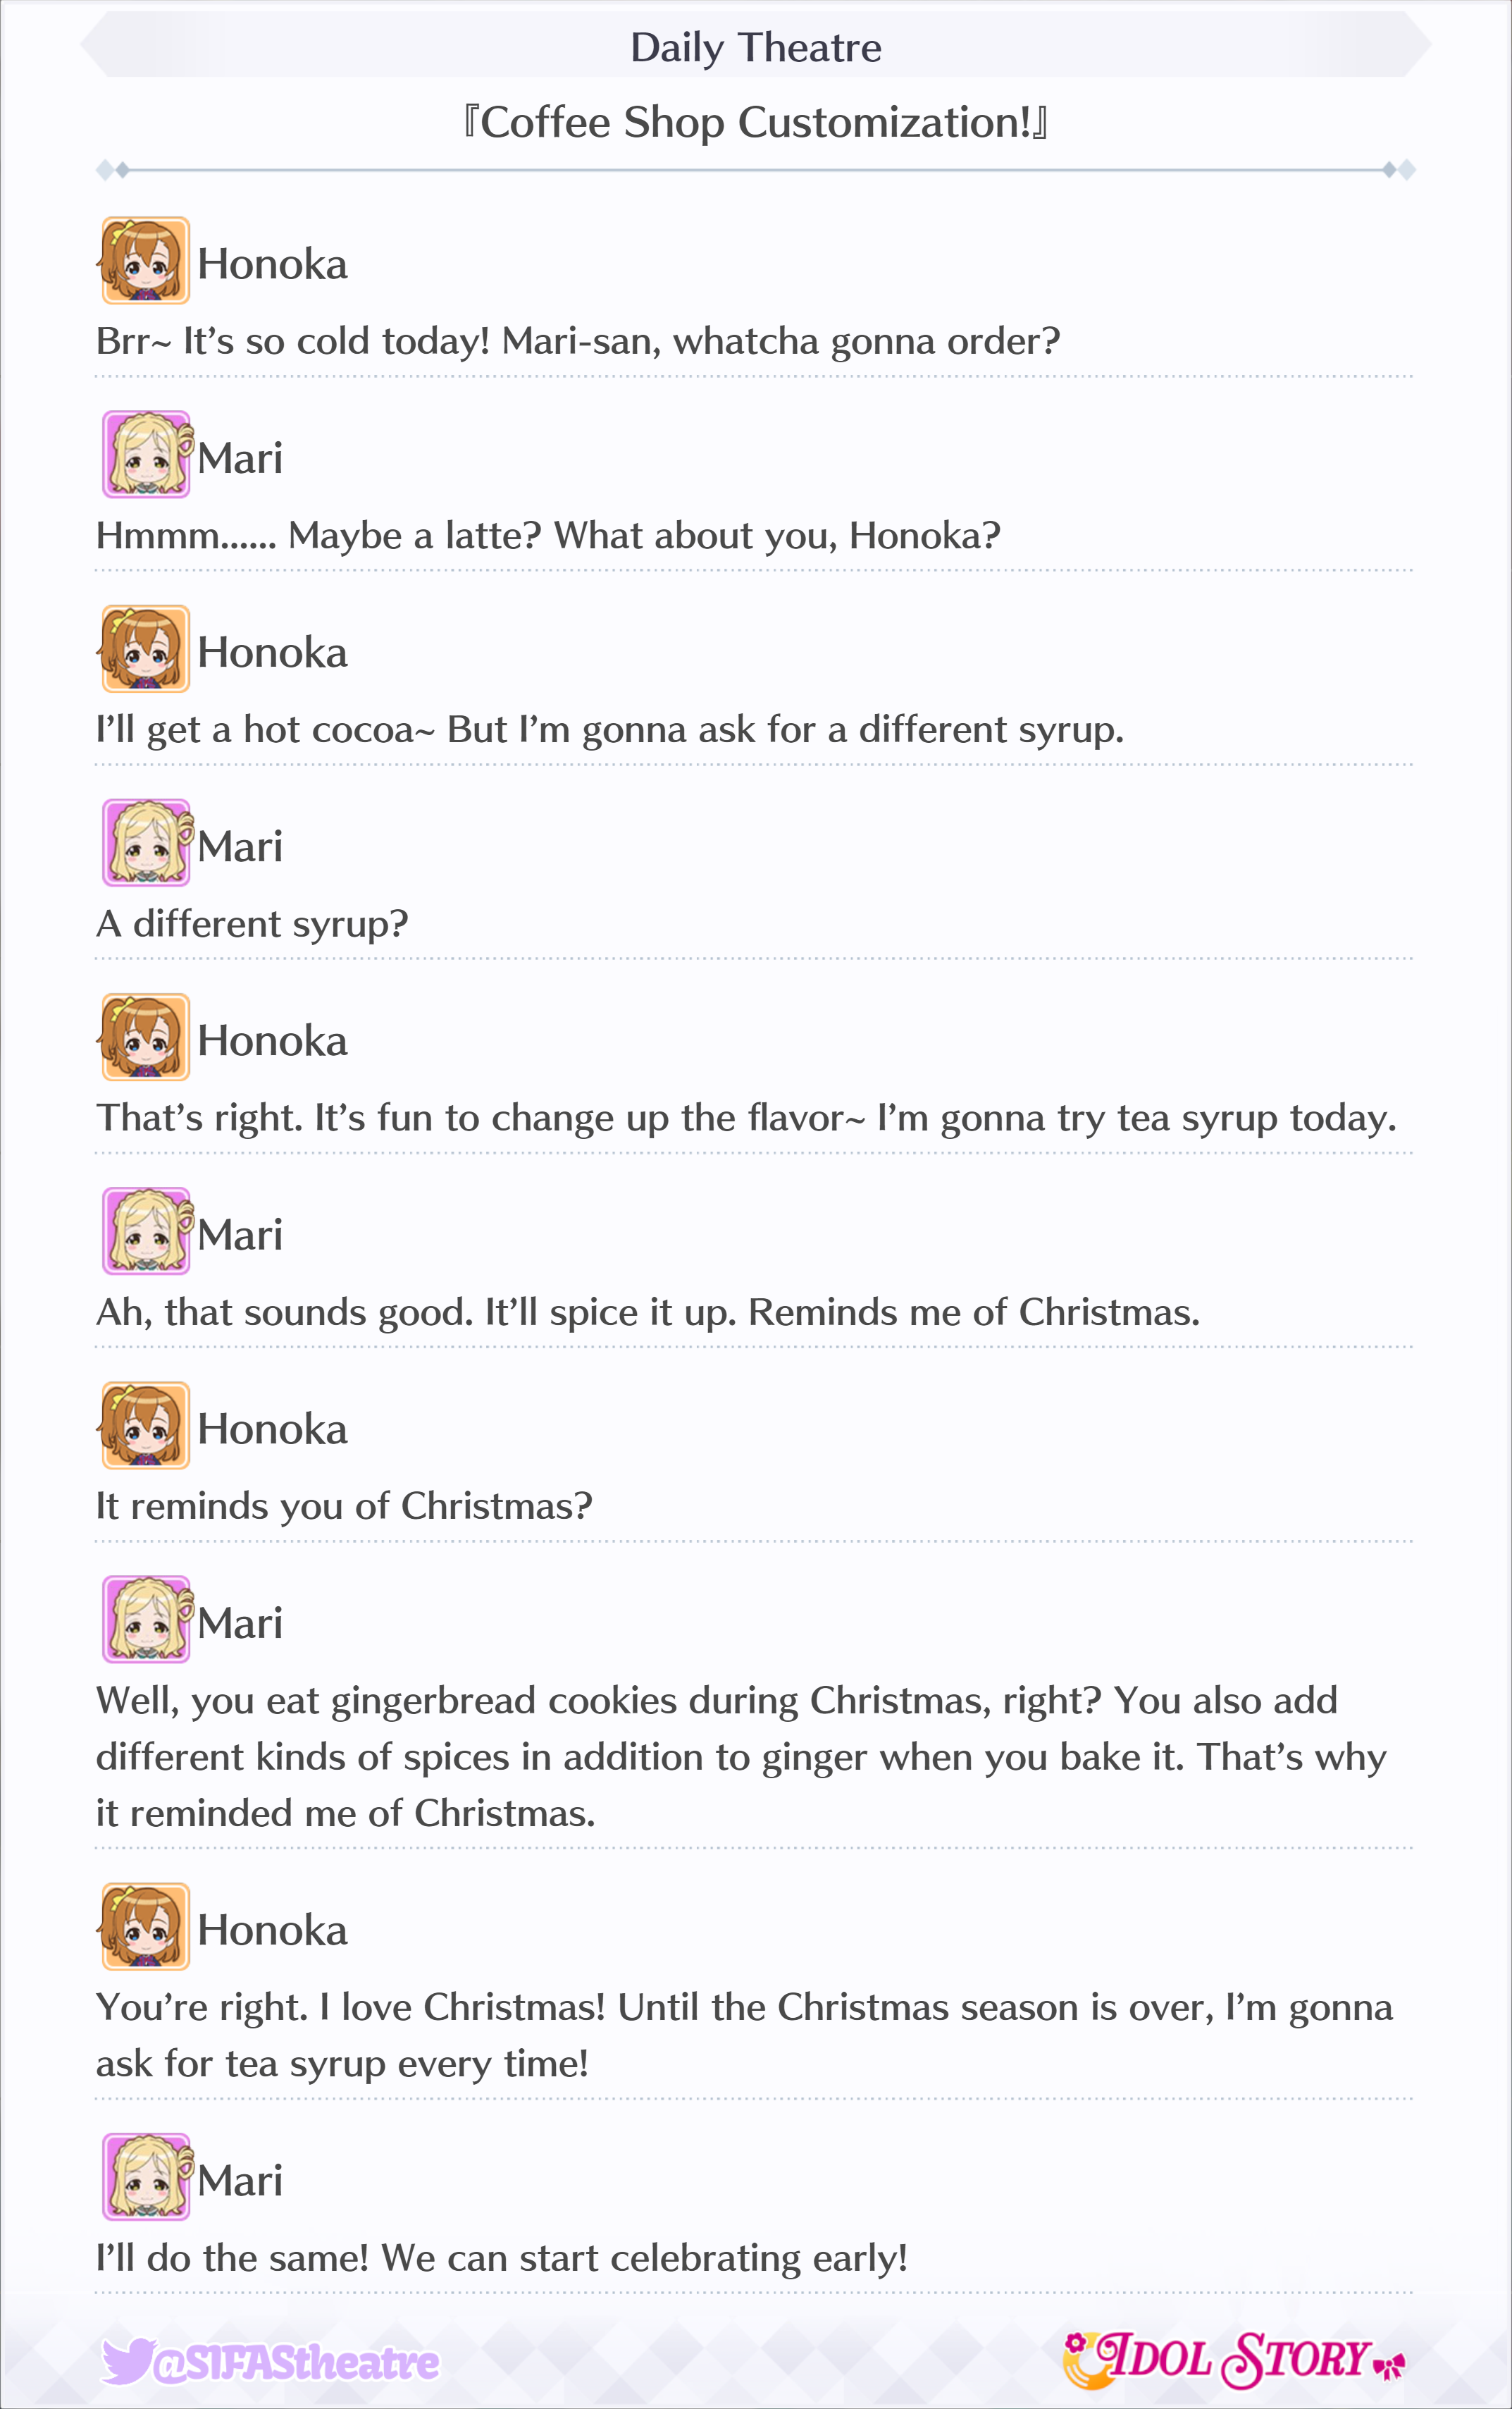 Daily Theatre
『Coffee Shop Customization!』
Honoka
Brr~ It’s so cold today! Mari-san, whatcha gonna order?
Mari
Hmmm...... Maybe a latte? What about you, Honoka?
Honoka
I’ll get a hot cocoa~ But I’m gonna ask for a different syrup.
Mari
A different syrup?
Honoka
That’s right. It’s fun to change up the flavor~ I’m gonna try tea syrup today.
Mari
Ah, that sounds good. It’ll spice it up. Reminds me of Christmas.
Honoka
It reminds you of Christmas?
Mari
Well, you eat gingerbread cookies during Christmas, right? You also add
different kinds of spices in addition to ginger when you bake it. That’s why
it reminded me of Christmas.
Honoka
You’re right. I love Christmas! Until the Christmas season is over, I’m gonna
ask for tea syrup every time!
Mari
I’ll do the same! We can start celebrating early!
@SIFAStheatre
IDOL STORY